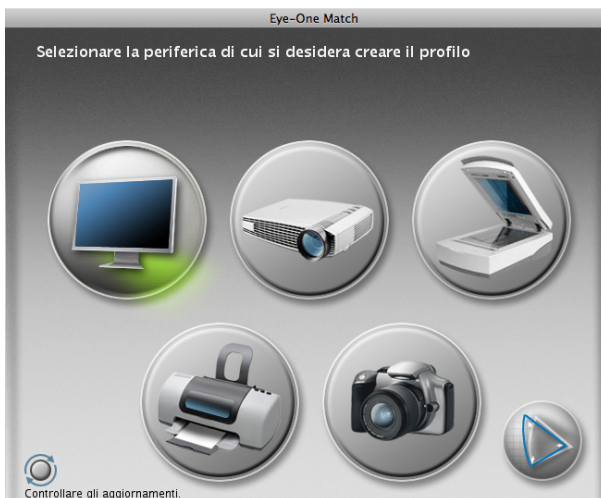 Eye-One Match
Selezionare la periferica di cui si desidera creare il profilo
Controllare gli aggiornamenti.